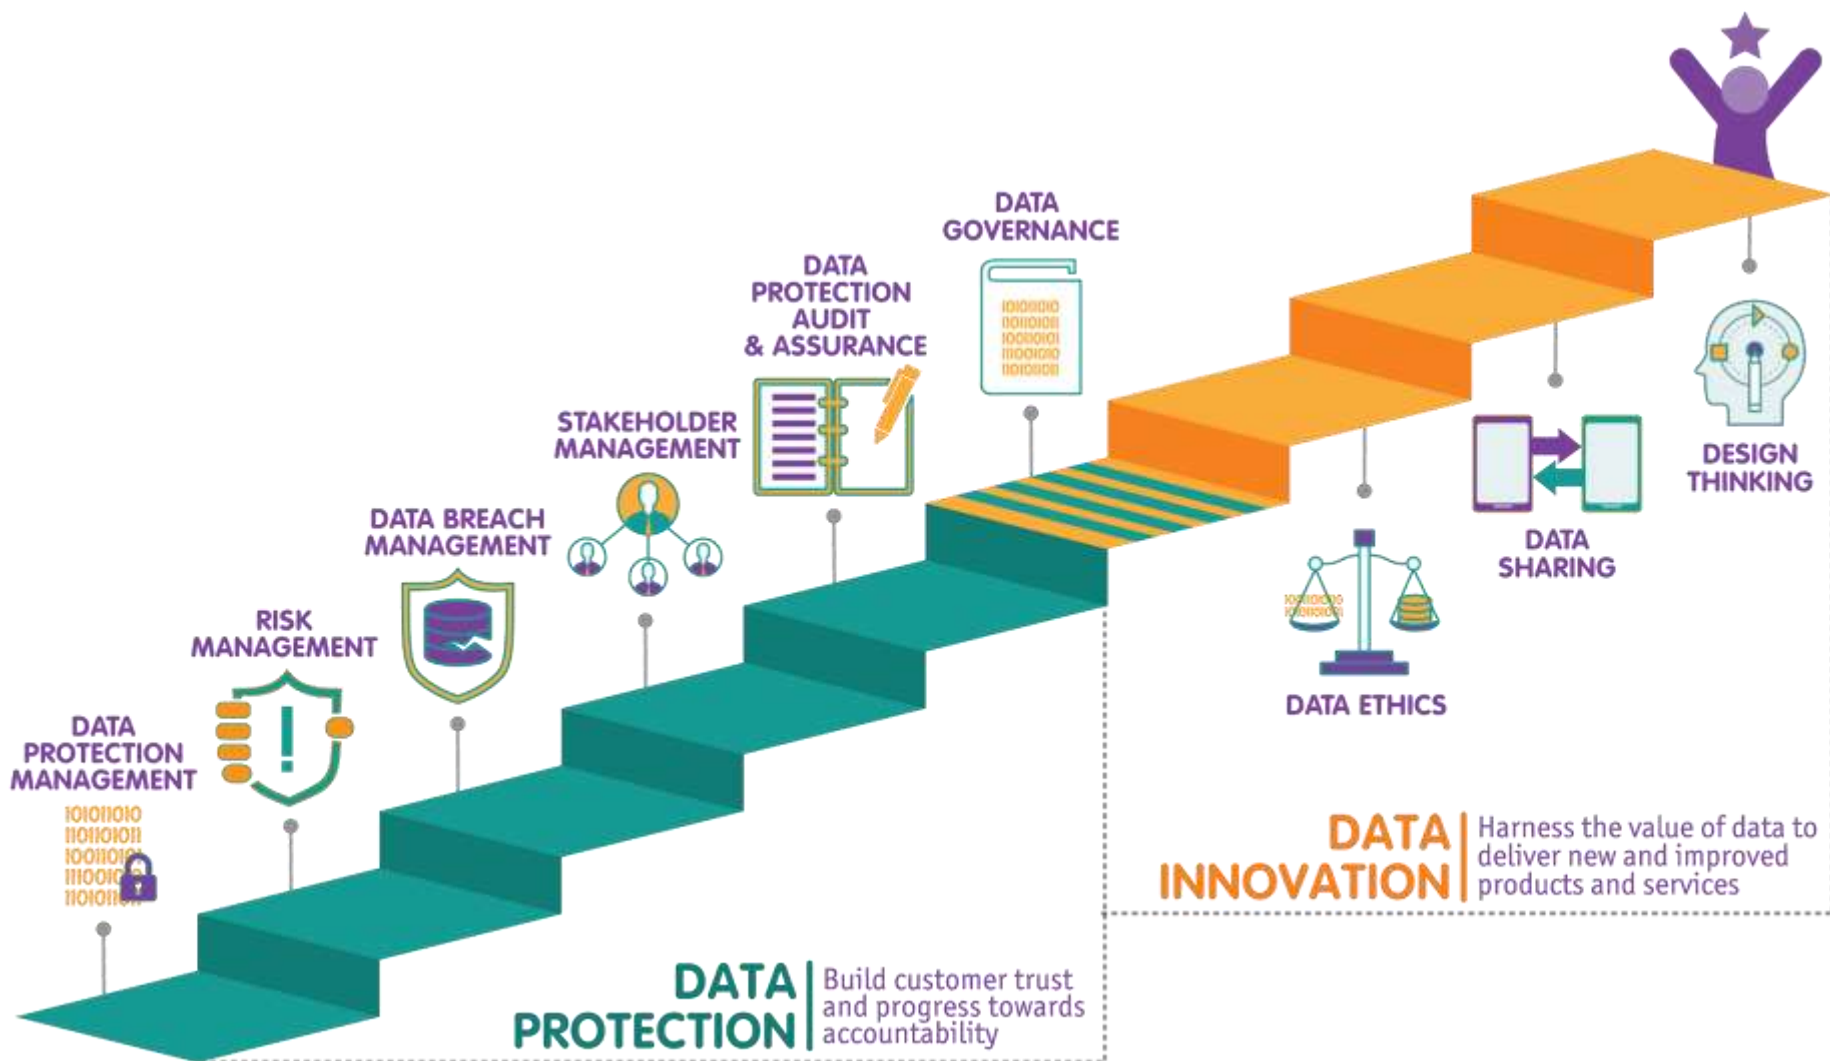 DATA
PROTECTION
MANAGEMENT
RISK
MANAGEMENT
DATA BREACH
MANAGEMENT
STAKEHOLDER
MANAGEMENT
DATA
PROTECTION
AUDIT
& ASSURANCE
DATA
GOVERNANCE
DATA ETHICS
DATA
SHARING
DESIGN
THINKING
DATA
PROTECTION
Build customer trust
and progress towards
accountability
DATA
INNOVATION
Harness the value of data to
deliver new and improved
products and services